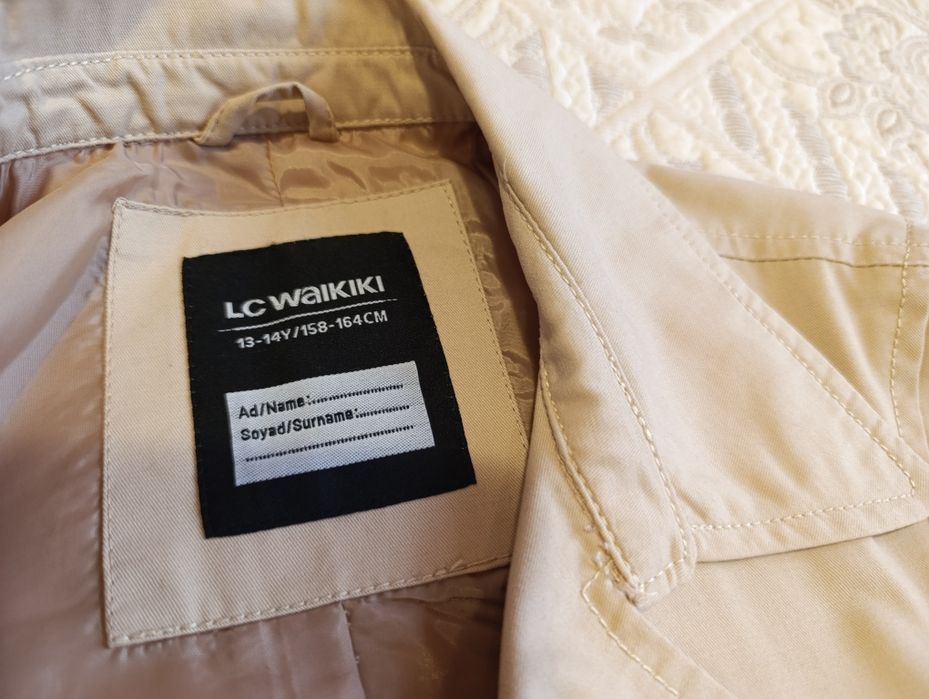 LC WAIKIKI
13-14Y/158-164CM
Ad/Name:....................
Soyad/Surname:............
.......................................